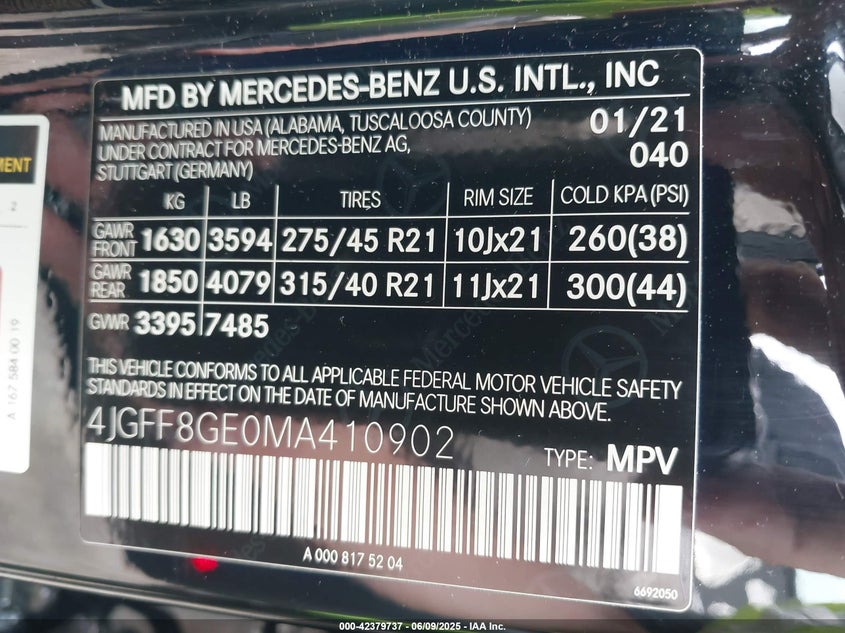 MFD BY MERCEDES-BENZ U.S. INTL., INC
MANUFACTURED IN USA (ALABAMA, TUSCALOOSA COUNTY) 01/21
UNDER CONTRACT FOR MERCEDES-BENZ AG, 040
STUTTGART (GERMANY)
KG LB TIRES RIM SIZE COLD KPA(PSI)
GAWR FRONT 1630 3594 275/45 R21 10Jx21 260(38)
GAWR REAR 1850 4079 315/40 R21 11Jx21 300(44)
GVWR 3395 7485
THIS VEHICLE CONFORMS TO ALL APPLICABLE FEDERAL MOTOR VEHICLE SAFETY
STANDARDS IN EFFECT ON THE DATE OF MANUFACTURE SHOWN ABOVE.
4JGFF8GE0MA410902
TYPE: MPV
A 000 817 52 04
6692050
MENT
2
A 167 584 00 19
000-42379737 - 06/09/2025 - IAA Inc.